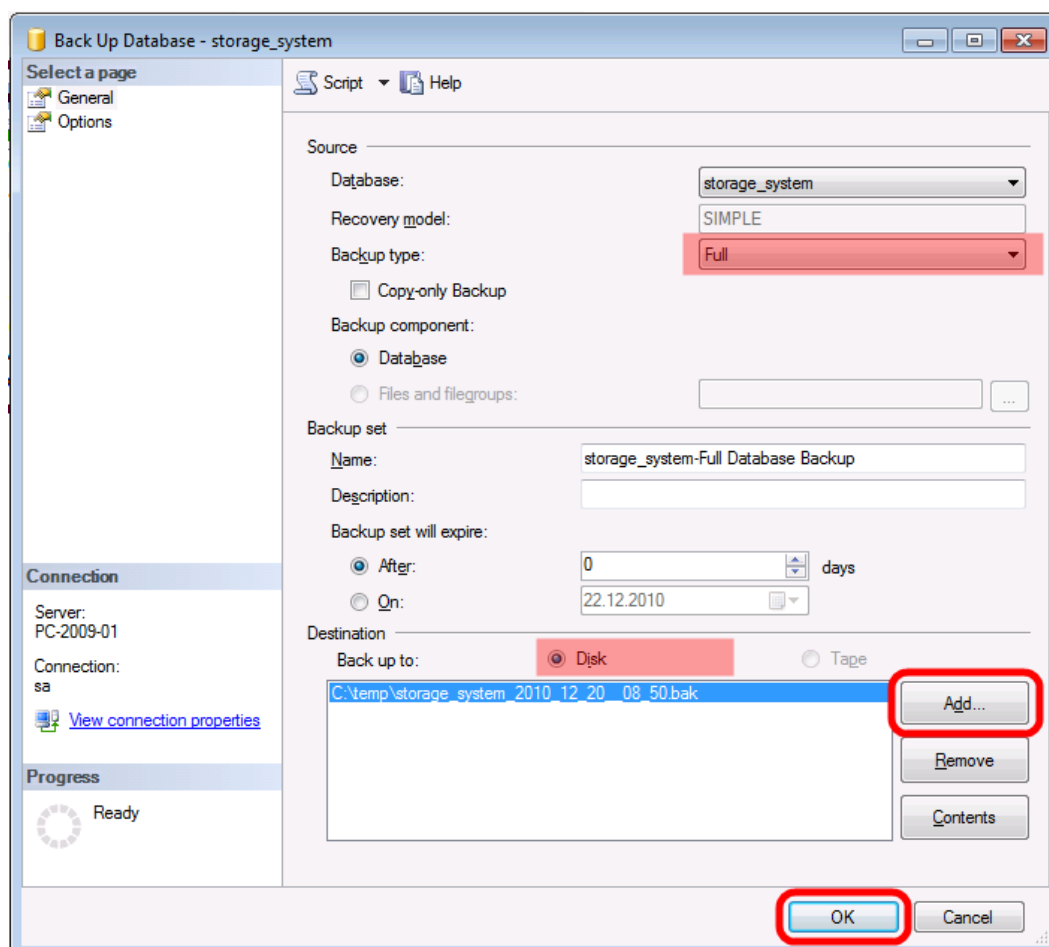 Back Up Database - storage_system
Select a page
General
Options
Script
Help
Source
Database:
storage_system
Recovery model:
SIMPLE
Backup type:
Full
Copy-only Backup
Backup component:
Database
Files and filegroups:
...
Backup set
Name:
storage_system-Full Database Backup
Description:
Backup set will expire:
After:
0
days
On:
22.12.2010
Destination
Back up to:
Disk
Tape
C:\temp\storage_system_2010_12_20__08_50.bak
Add...
Remove
Contents
Connection
Server:
PC-2009-01
Connection:
sa
View connection properties
Progress
Ready
OK
Cancel